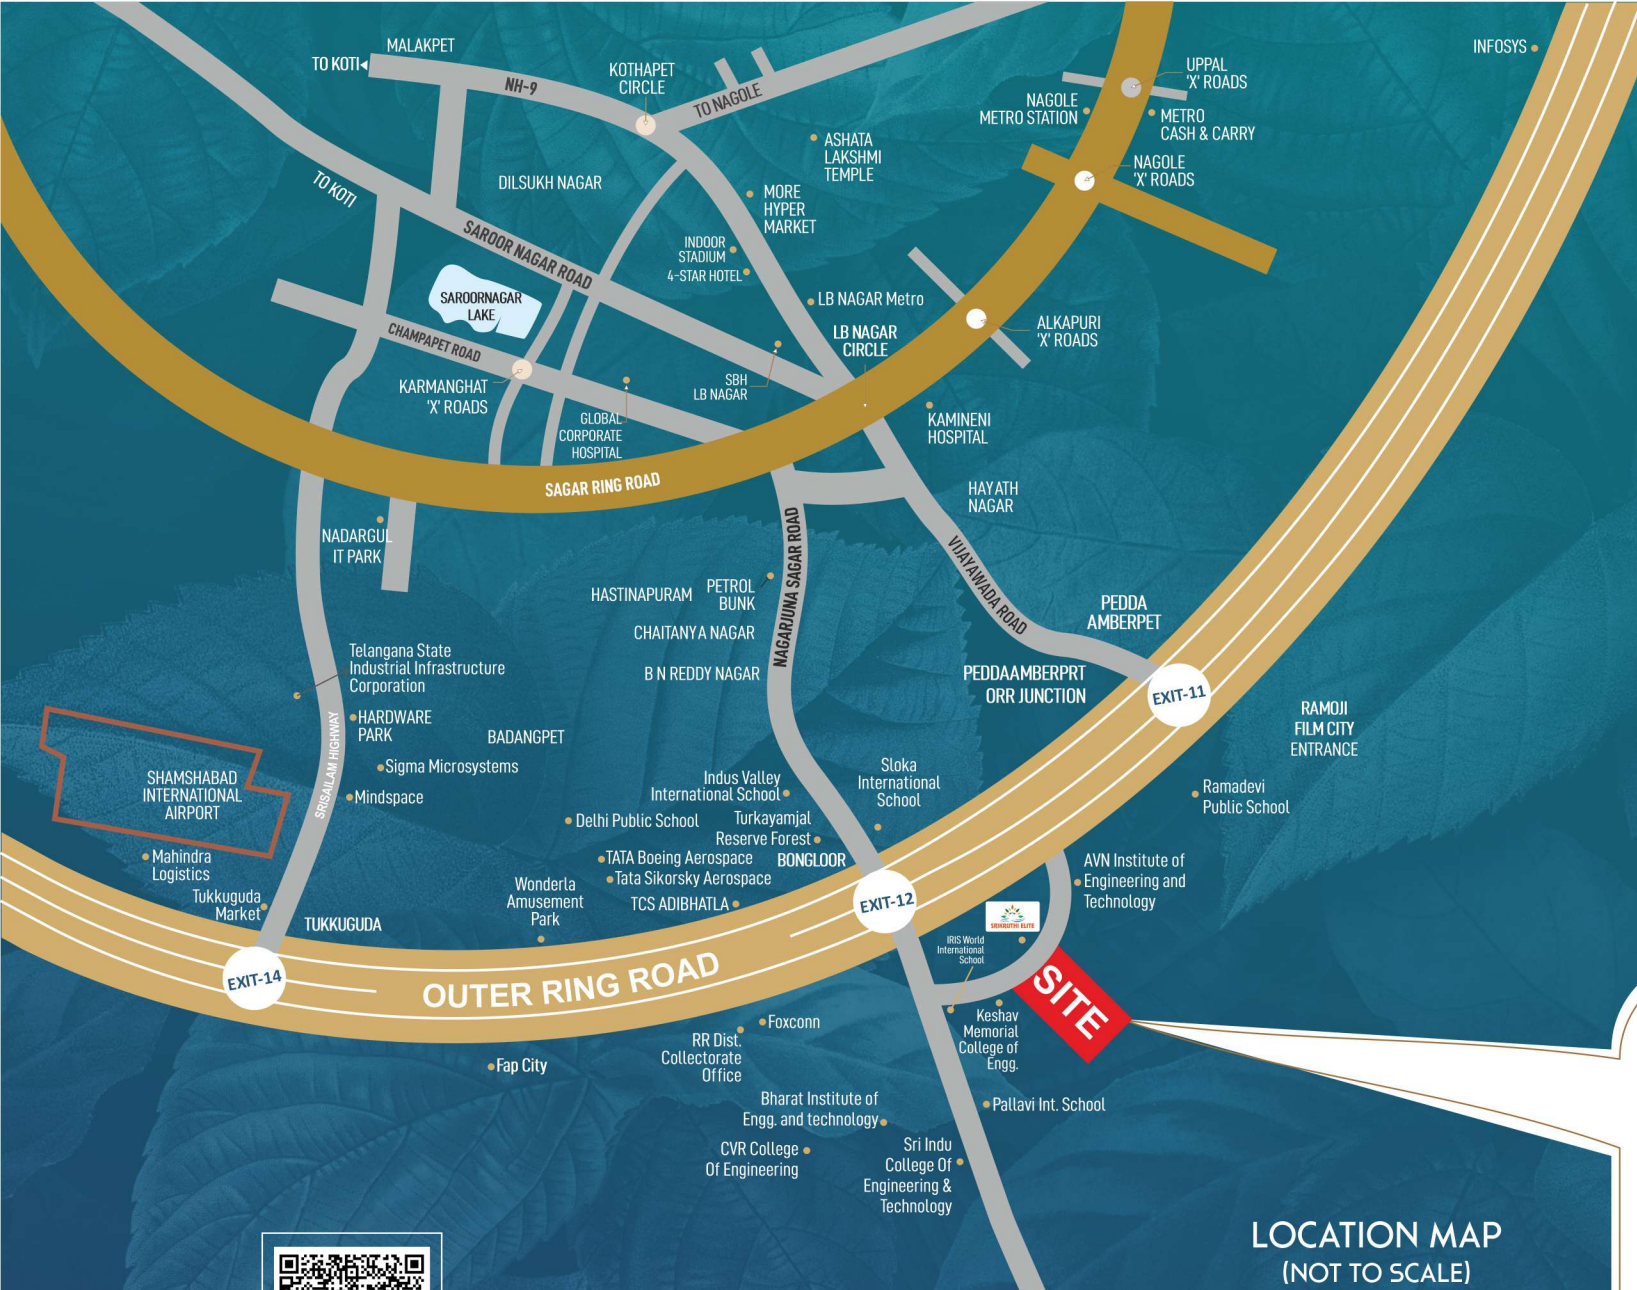 MALAKPET
TO KOTI
NH-9
KOTHAPET
CIRCLE
TO NAGOLE
INFOSYS
UPPAL
'X' ROADS
NAGOLE
METRO STATION
METRO
CASH & CARRY
NAGOLE
'X' ROADS
ASHATA
LAKSHMI
TEMPLE
TO KOTI
DILSUKH NAGAR
MORE
HYPER
MARKET
SAROOR NAGAR ROAD
INDOOR
STADIUM
4-STAR HOTEL
SAROORNAGAR
LAKE
LB NAGAR Metro
LB NAGAR
CIRCLE
ALKAPURI
'X' ROADS
CHAMPAPET ROAD
KARMANGHAT
'X' ROADS
SBH
LB NAGAR
GLOBAL
CORPORATE
HOSPITAL
KAMINENI
HOSPITAL
SAGAR RING ROAD
HAYATH
NAGAR
NADARGUL
IT PARK
NAGARJUNA SAGAR ROAD
VIJAYAWADA ROAD
HASTINAPURAM
PETROL
BUNK
CHAITANYA NAGAR
B N REDDY NAGAR
PEDDA
AMBERPET
PEDDAAMBERPRT
ORR JUNCTION
EXIT-11
RAMOJI
FILM CITY
ENTRANCE
Telangana State
Industrial Infrastructure
Corporation
HARDWARE
PARK
BADANGPET
SRISAILAM HIGHWAY
Sigma Microsystems
Mindspace
SHAMSHABAD
INTERNATIONAL
AIRPORT
Mahindra
Logistics
Tukkuguda
Market
TUKKUGUDA
Indus Valley
International School
Sloka
International
School
Delhi Public School
Turkayamjal
Reserve Forest
TATA Boeing Aerospace
BONGLOOR
Tata Sikorsky Aerospace
Wonderla
Amusement
Park
TCS ADIBHATLA
Ramadevi
Public School
AVN Institute of
Engineering and
Technology
EXIT-12
SRIKRUTHI ELITE
IRIS World
International
School
EXIT-14
OUTER RING ROAD
SITE
Keshav
Memorial
College of
Engg.
Foxconn
RR Dist.
Collectorate
Office
Fap City
Bharat Institute of
Engg. and technology
Pallavi Int. School
CVR College
Of Engineering
Sri Indu
College Of
Engineering &
Technology
LOCATION MAP
(NOT TO SCALE)